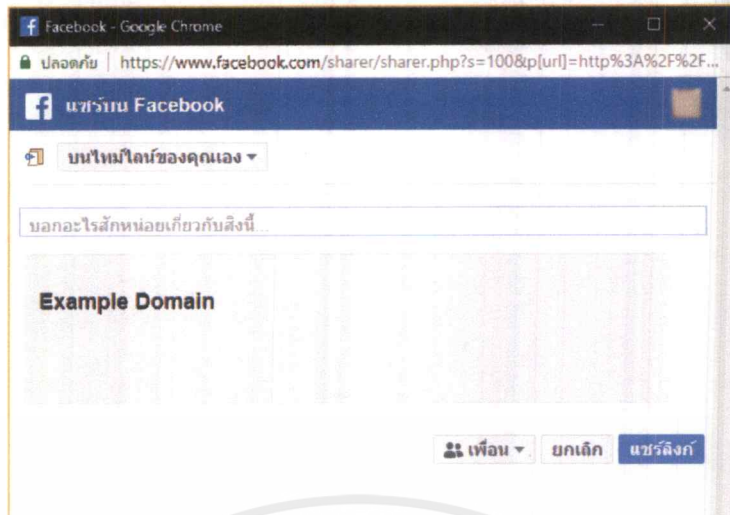 Facebook - Google Chrome
ปลอดภัย | https://www.facebook.com/sharer/sharer.php?s=100&p[url]=http%3A%2F%2F...
แชร์บน Facebook
บนไทม์ไลน์ของคุณเอง
บอกอะไรสักหน่อยเกี่ยวกับสิ่งนี้...
Example Domain
เพื่อน ยกเลิก แชร์ลิงก์